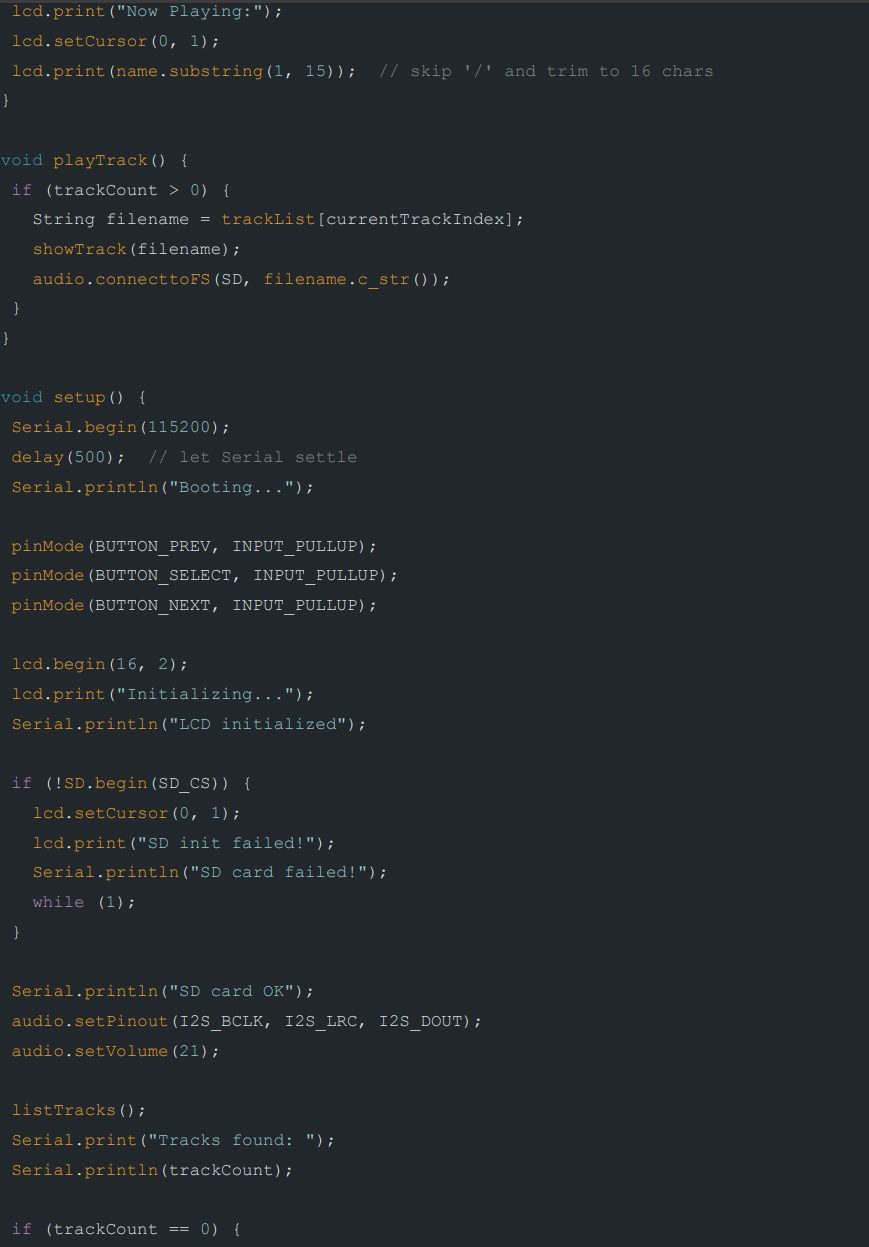 lcd.print("Now Playing:");
lcd.setCursor(0, 1);
lcd.print(name.substring(1, 15));  // skip '/' and trim to 16 chars
}
void playTrack() {
if (trackCount > 0) {
String filename = trackList[currentTrackIndex];
showTrack(filename);
audio.connecttoFS(SD, filename.c_str());
}
}
void setup() {
Serial.begin(115200);
delay(500);  // let Serial settle
Serial.println("Booting...");
pinMode(BUTTON_PREV, INPUT_PULLUP);
pinMode(BUTTON_SELECT, INPUT_PULLUP);
pinMode(BUTTON_NEXT, INPUT_PULLUP);
lcd.begin(16, 2);
lcd.print("Initializing...");
Serial.println("LCD initialized");
if (!SD.begin(SD_CS)) {
lcd.setCursor(0, 1);
lcd.print("SD init failed!");
Serial.println("SD card failed!");
while (1);
}
Serial.println("SD card OK");
audio.setPinout(I2S_BCLK, I2S_LRC, I2S_DOUT);
audio.setVolume(21);
listTracks();
Serial.print("Tracks found: ");
Serial.println(trackCount);
if (trackCount == 0) {